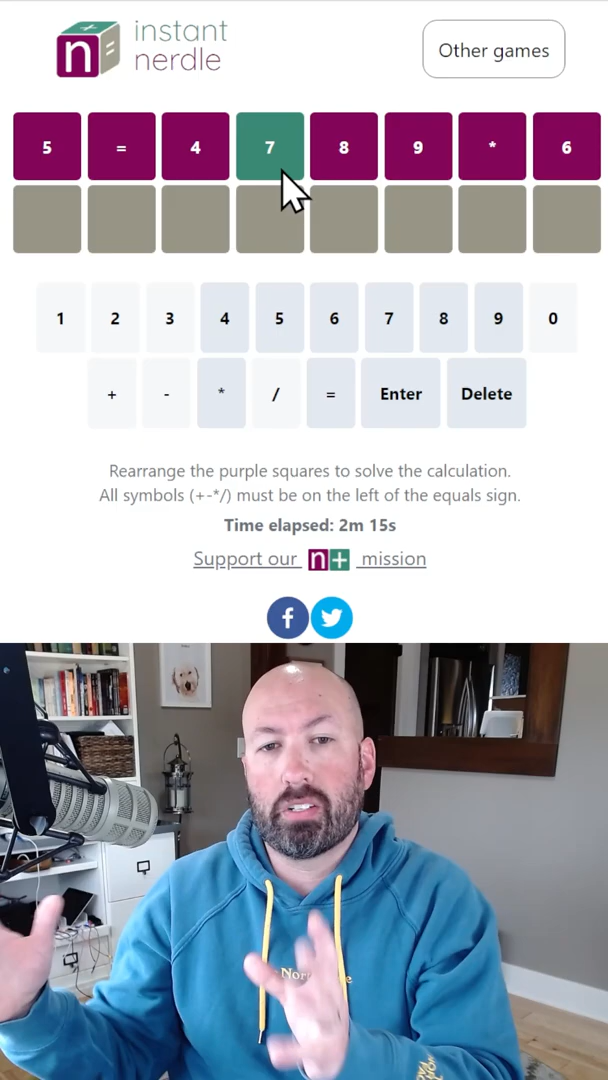 instant
nerdle
n
Other games
5 = 4 7 8 9 * 6
1 2 3 4 5 6 7 8 9 0
+ - * / = Enter Delete
Rearrange the purple squares to solve the calculation.
All symbols (+-*/) must be on the left of the equals sign.
Time elapsed: 2m 15s
Support our n+ mission